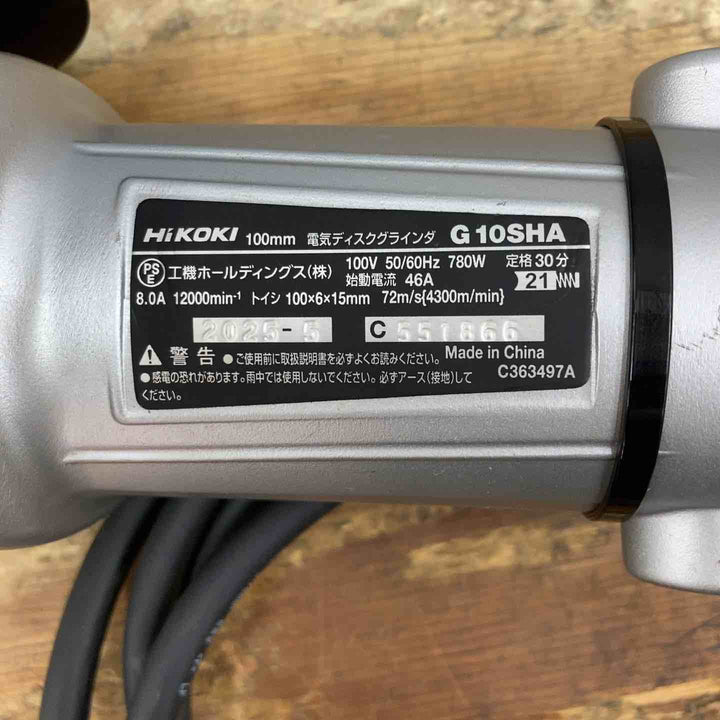 HiKOKI 100mm 電気ディスクグラインダ G10SHA
PS E 工機ホールディングス(株) 100V 50/60Hz 780W 定格30分
始動電流 46A 21
8.0A 12000min⁻¹ トイシ 100×6×15mm 72m/s{4300m/min}
2025-5 C 551866
警告 ●ご使用前に取扱説明書を必ずよくお読みください。 Made in China
●感電の恐れがあります。雨中では使用しないでください。必ずアース(接地)して C363497A
ください。